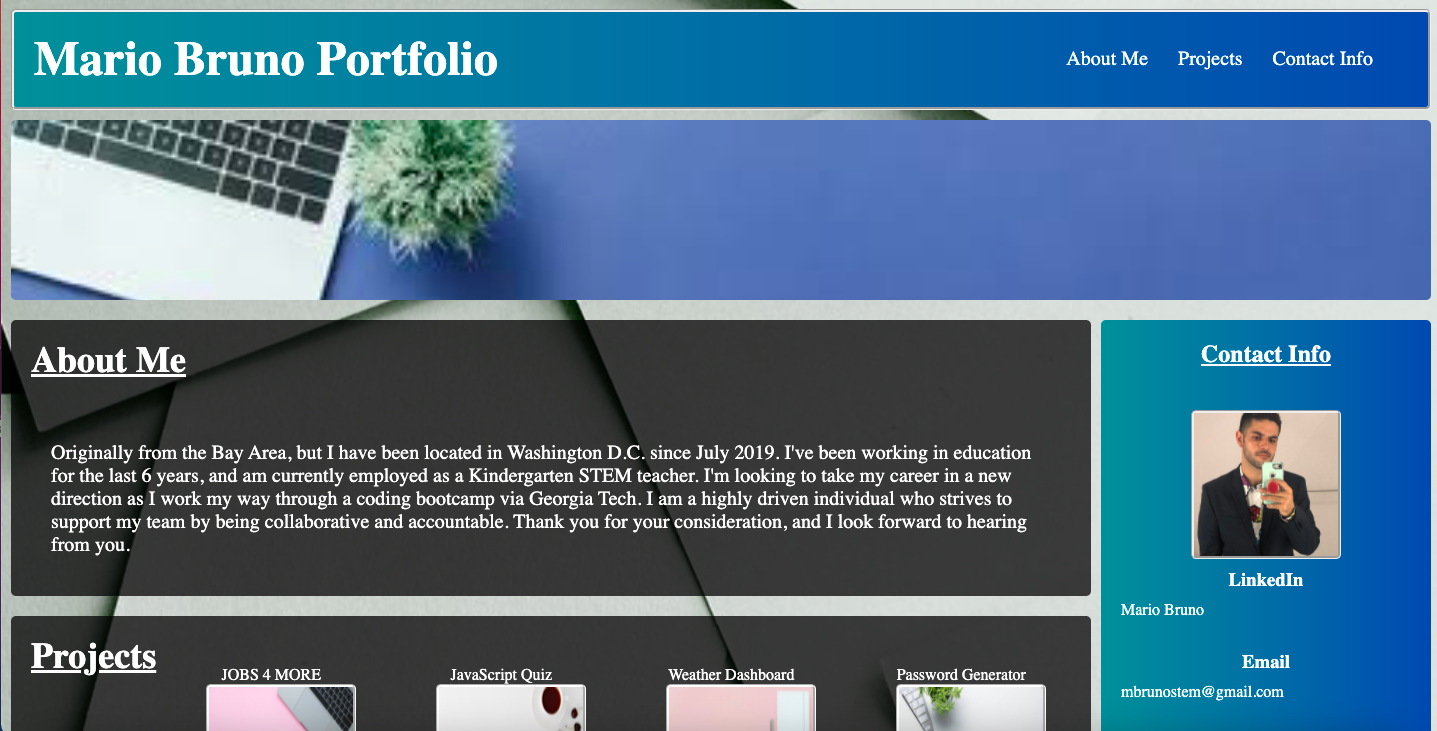 Mario Bruno Portfolio
About Me Projects Contact Info
About Me
Originally from the Bay Area, but I have been located in Washington D.C. since July 2019. I've been working in education
for the last 6 years, and am currently employed as a Kindergarten STEM teacher. I'm looking to take my career in a new
direction as I work my way through a coding bootcamp via Georgia Tech. I am a highly driven individual who strives to
support my team by being collaborative and accountable. Thank you for your consideration, and I look forward to hearing
from you.
Projects
JOBS 4 MORE
JavaScript Quiz
Weather Dashboard
Password Generator
Contact Info
LinkedIn
Mario Bruno
Email
mbrunostem@gmail.com